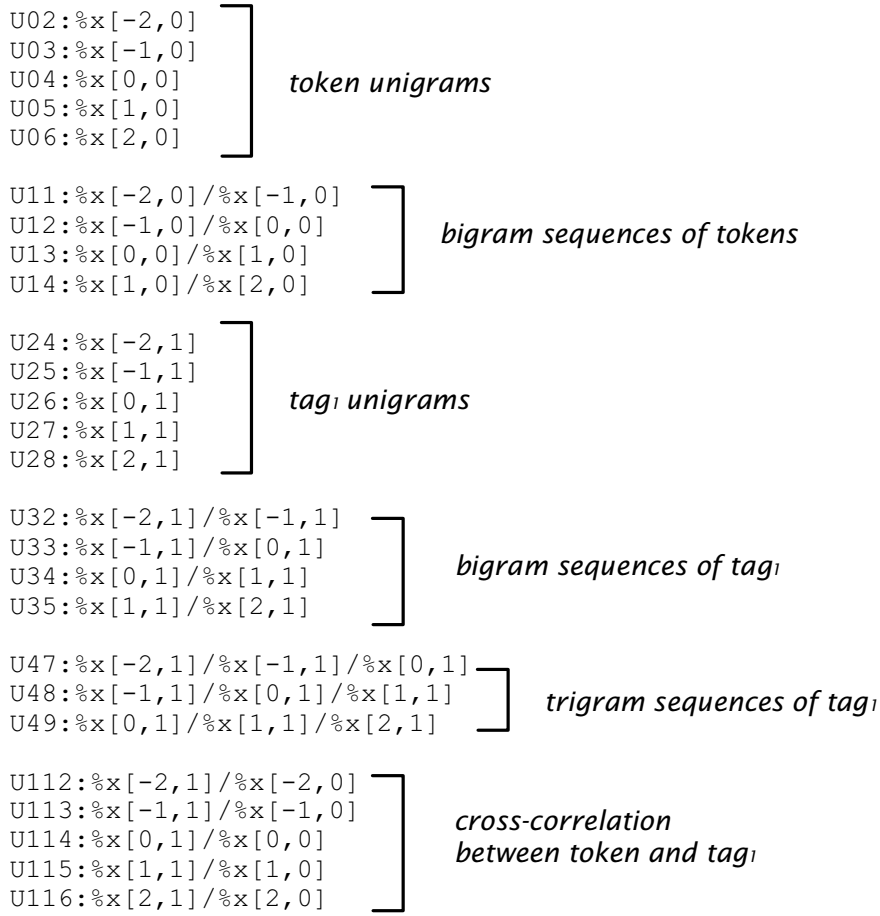 U02:%x[-2,0]
U03:%x[-1,0]
U04:%x[0,0]
U05:%x[1,0]
U06:%x[2,0]
token unigrams
U11:%x[-2,0]/%x[-1,0]
U12:%x[-1,0]/%x[0,0]
U13:%x[0,0]/%x[1,0]
U14:%x[1,0]/%x[2,0]
bigram sequences of tokens
U24:%x[-2,1]
U25:%x[-1,1]
U26:%x[0,1]
U27:%x[1,1]
U28:%x[2,1]
tag₁ unigrams
U32:%x[-2,1]/%x[-1,1]
U33:%x[-1,1]/%x[0,1]
U34:%x[0,1]/%x[1,1]
U35:%x[1,1]/%x[2,1]
bigram sequences of tag₁
U47:%x[-2,1]/%x[-1,1]/%x[0,1]
U48:%x[-1,1]/%x[0,1]/%x[1,1]
U49:%x[0,1]/%x[1,1]/%x[2,1]
trigram sequences of tag₁
U112:%x[-2,1]/%x[-2,0]
U113:%x[-1,1]/%x[-1,0]
U114:%x[0,1]/%x[0,0]
U115:%x[1,1]/%x[1,0]
U116:%x[2,1]/%x[2,0]
cross-correlation
between token and tag₁